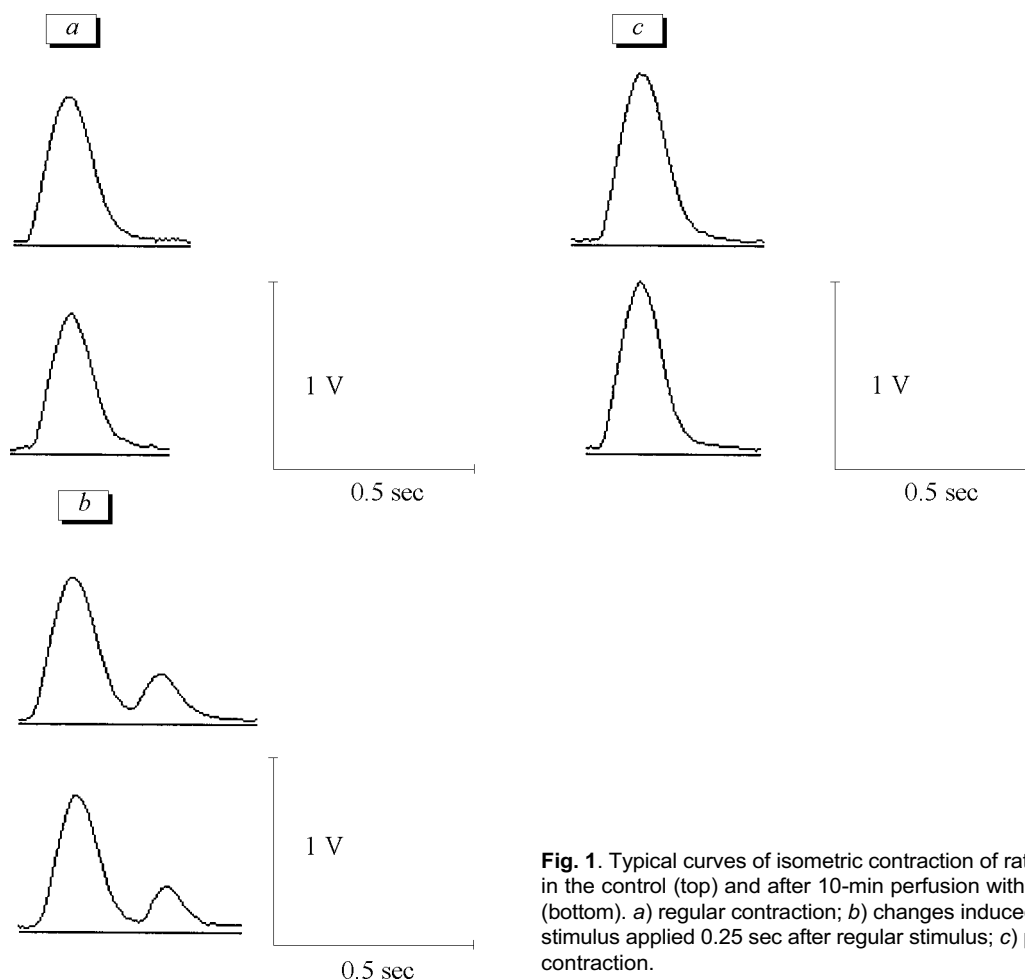 a
c
1 V
0.5 sec
1 V
0.5 sec
b
1 V
0.5 sec
Fig. 1. Typical curves of isometric contraction of rat
in the control (top) and after 10-min perfusion with
(bottom). a) regular contraction; b) changes induced
stimulus applied 0.25 sec after regular stimulus; c) p
contraction.